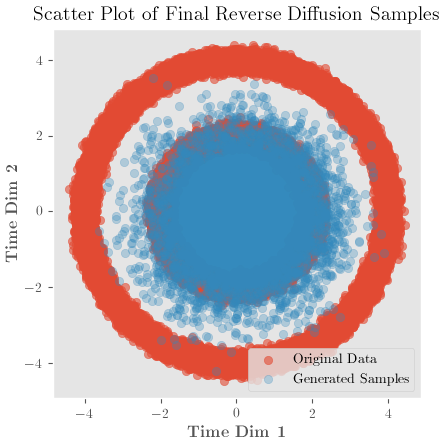 Scatter Plot of Final Reverse Diffusion Samples
4
2
0
−2
−4
Time Dim 2
−4
−2
0
2
4
Time Dim 1
Original Data
Generated Samples